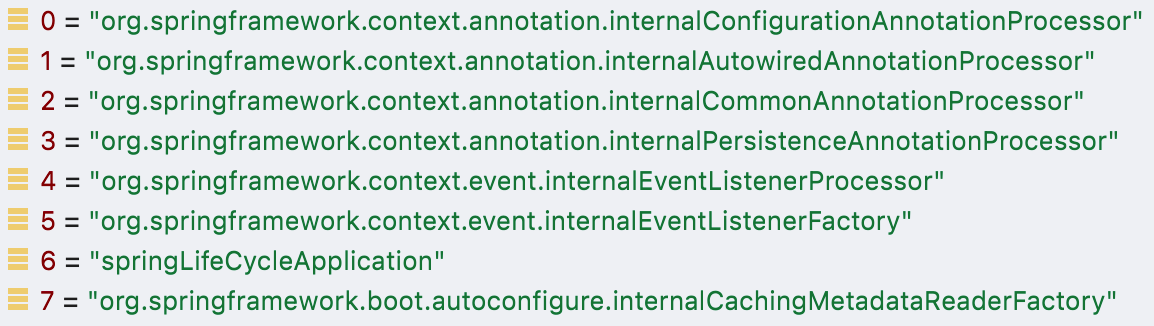 0 = "org.springframework.context.annotation.internalConfigurationAnnotationProcessor"
1 = "org.springframework.context.annotation.internalAutowiredAnnotationProcessor"
2 = "org.springframework.context.annotation.internalCommonAnnotationProcessor"
3 = "org.springframework.context.annotation.internalPersistenceAnnotationProcessor"
4 = "org.springframework.context.event.internalEventListenerProcessor"
5 = "org.springframework.context.event.internalEventListenerFactory"
6 = "springLifeCycleApplication"
7 = "org.springframework.boot.autoconfigure.internalCachingMetadataReaderFactory"